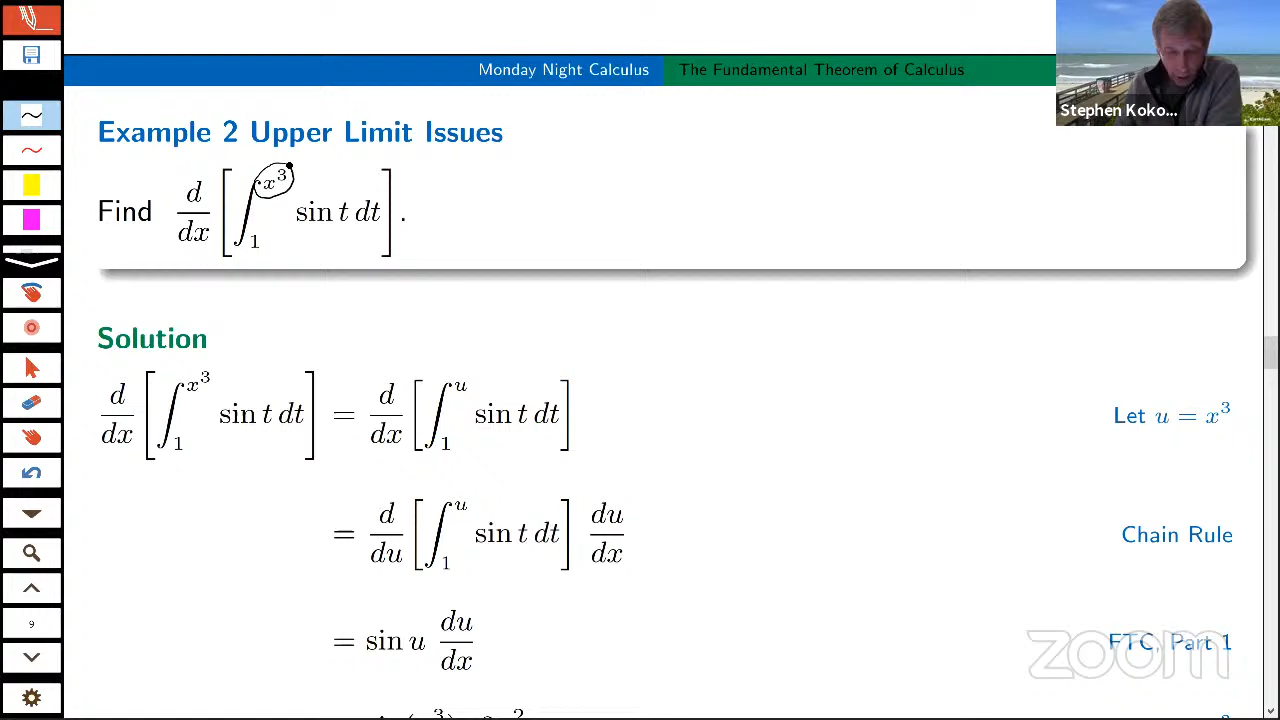 Monday Night Calculus The Fundamental Theorem of Calculus
Stephen Koko...
Example 2 Upper Limit Issues
Find d/dx [ ∫_1^{x^3} sin t dt ].
Solution
d/dx [ ∫_1^{x^3} sin t dt ] = d/dx [ ∫_1^u sin t dt ] Let u = x^3
= d/du [ ∫_1^u sin t dt ] du/dx Chain Rule
= sin u du/dx FTC, Part 1
zoom
9